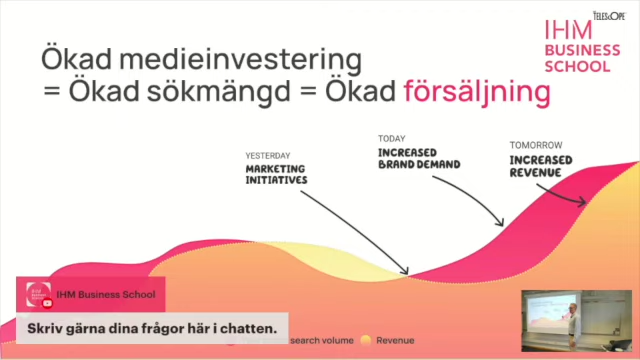 TELESCOPE
IHM
BUSINESS
SCHOOL
Ökad medieinvestering
= Ökad sökmängd = Ökad försäljning
YESTERDAY
MARKETING
INITIATIVES
TODAY
INCREASED
BRAND DEMAND
TOMORROW
INCREASED
REVENUE
IHM Business School
Skriv gärna dina frågor här i chatten.
search volume
Revenue